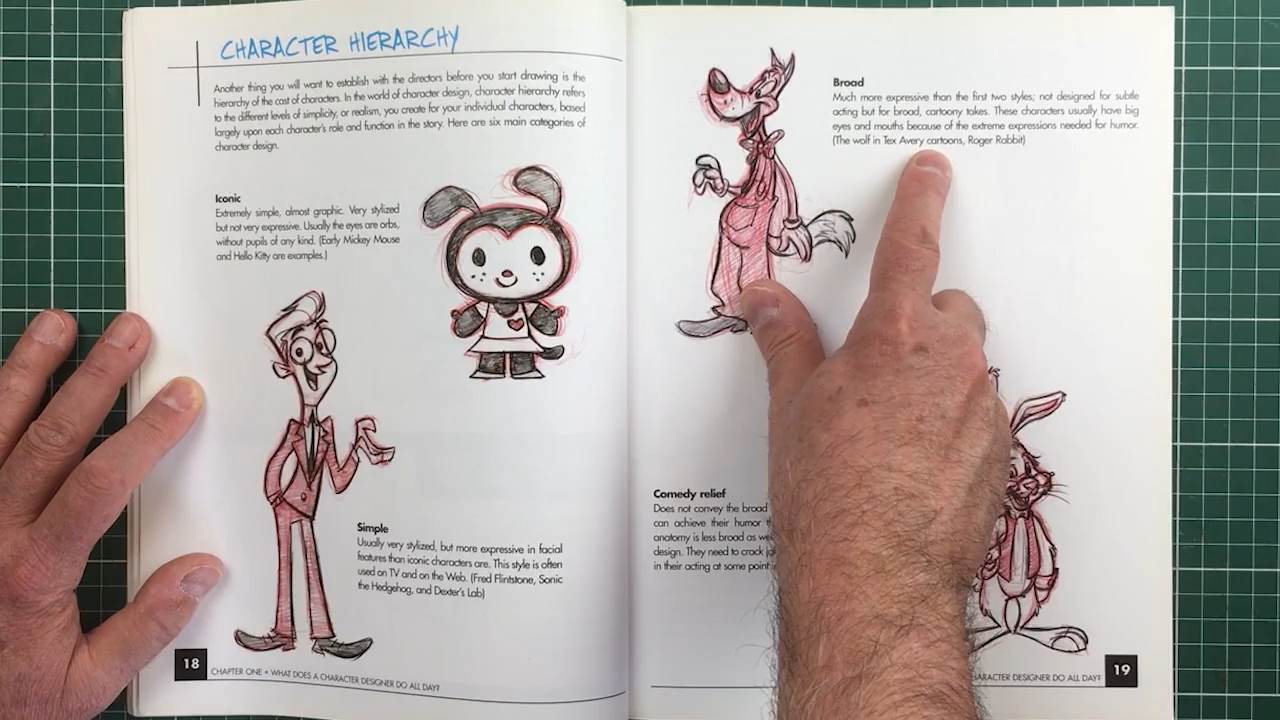 CHARACTER HIERARCHY
Another thing you will want to establish with the directors before you start drawing is the
hierarchy of the cast of characters. In the world of character design, character hierarchy refers
to the different levels of simplicity, or realism, you create for your individual characters, based
largely upon each character's role and function in the story. Here are six main categories of
character design.
Iconic
Extremely simple, almost graphic. Very stylized
but not very expressive. Usually the eyes are orbs,
without pupils of any kind. (Early Mickey Mouse
and Hello Kitty are examples.)
Simple
Usually very stylized, but more expressive in facial
features than iconic characters are. This style is often
used on TV and on the Web. (Fred Flintstone, Sonic
the Hedgehog, and Dexter's Lab)
18
CHAPTER ONE • WHAT DOES A CHARACTER DESIGNER DO ALL DAY?
Broad
Much more expressive than the first two styles; not designed for subtle
acting but for broad, cartoony takes. These characters usually have big
eyes and mouths because of the extreme expressions needed for humor.
(The wolf in Tex Avery cartoons, Roger Rabbit)
Comedy relief
Does not convey the broad
can achieve their humor
anatomy is less broad as
design. They need to crack
in their acting at some point
DESIGNER DO ALL DAY?
19